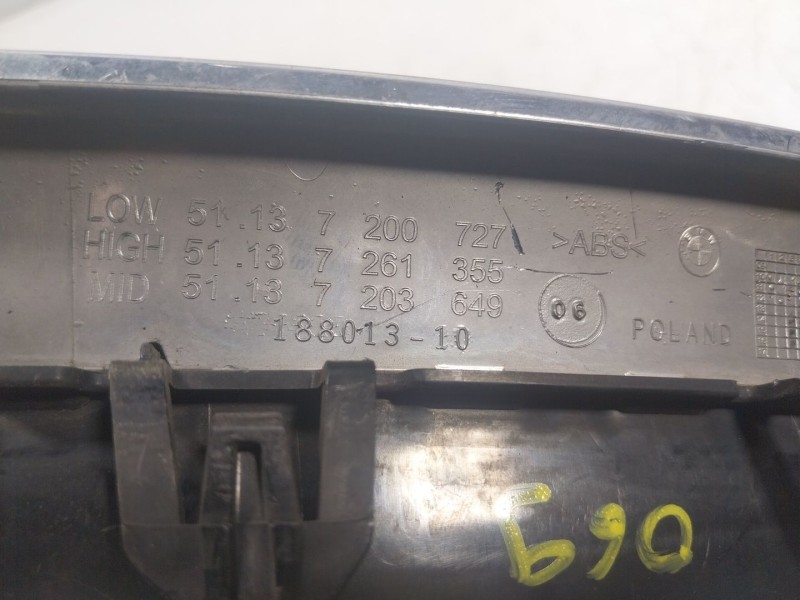 LOW 51.13 7 200 727 >ABS<
HIGH 51.13 7 261 355
MID 51.13 7 203 649 06 POLAND
188013-10